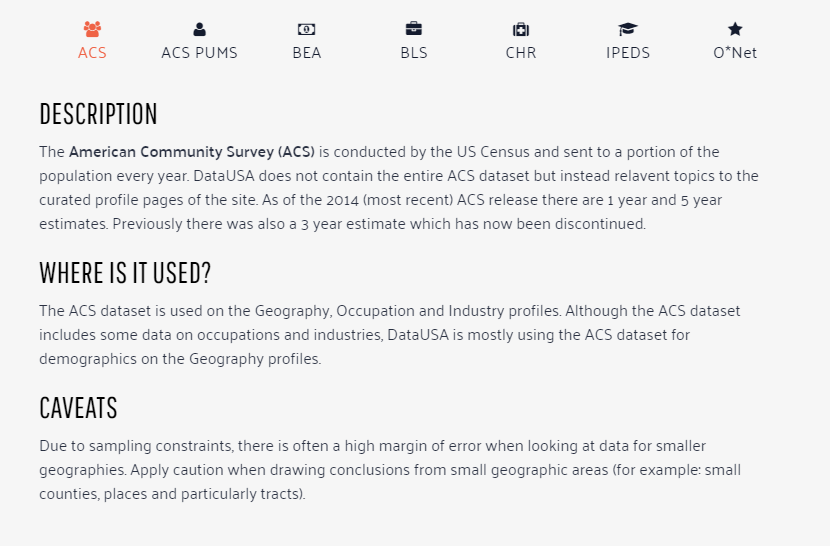 ACS ACS PUMS BEA BLS CHR IPEDS O*Net
DESCRIPTION
The American Community Survey (ACS) is conducted by the US Census and sent to a portion of the
population every year. DataUSA does not contain the entire ACS dataset but instead relavent topics to the
curated profile pages of the site. As of the 2014 (most recent) ACS release there are 1 year and 5 year
estimates. Previously there was also a 3 year estimate which has now been discontinued.
WHERE IS IT USED?
The ACS dataset is used on the Geography, Occupation and Industry profiles. Although the ACS dataset
includes some data on occupations and industries, DataUSA is mostly using the ACS dataset for
demographics on the Geography profiles.
CAVEATS
Due to sampling constraints, there is often a high margin of error when looking at data for smaller
geographies. Apply caution when drawing conclusions from small geographic areas (for example: small
counties, places and particularly tracts).